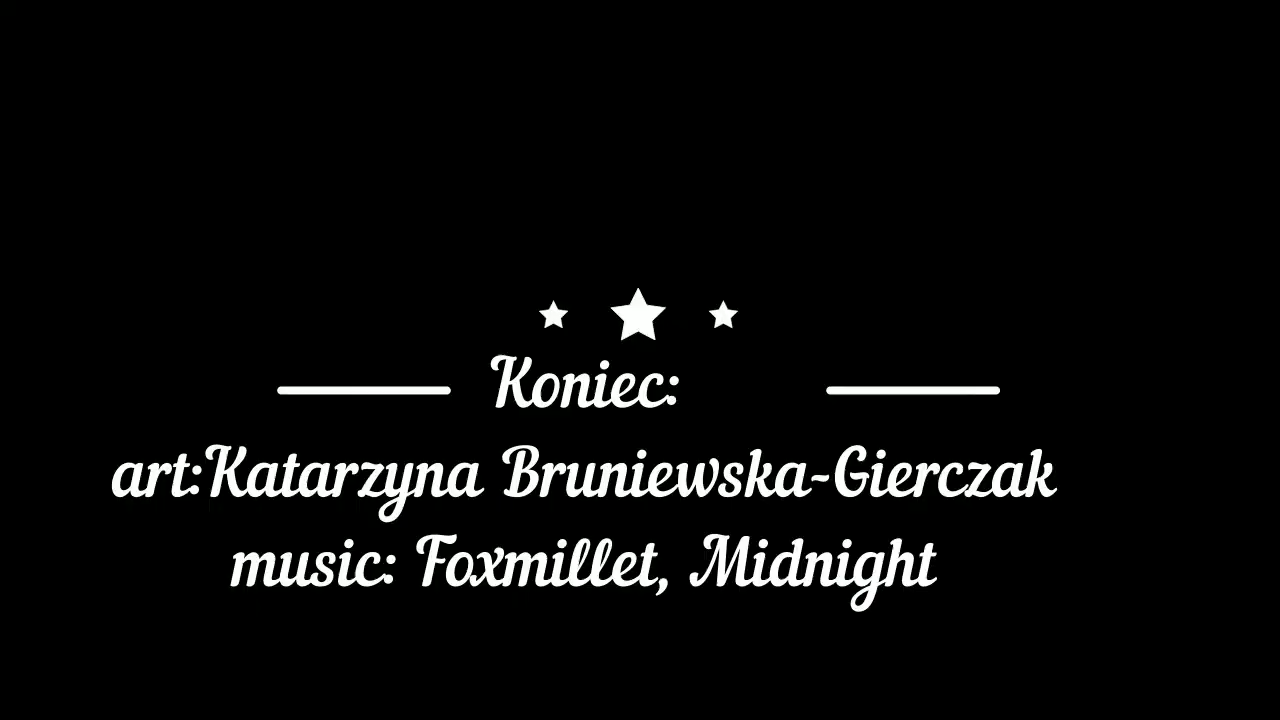 Koniec:
art:Katarzyna Bruniewska-Gierczak
music: Foxmillet, Midnight